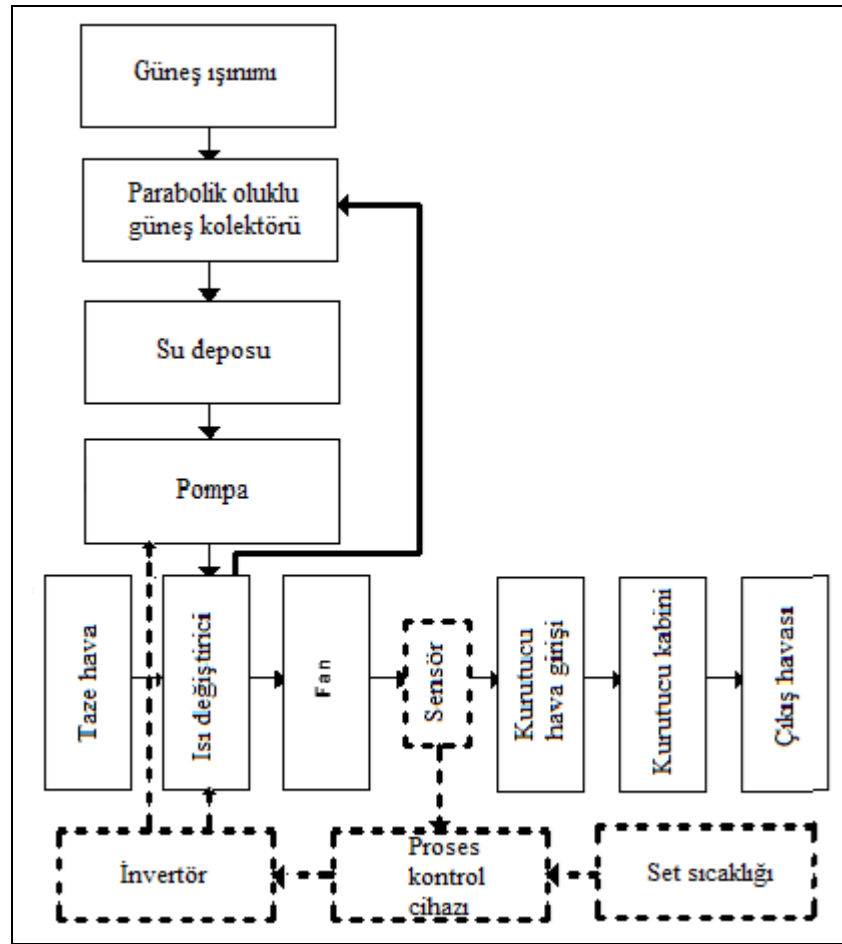 Güneş ışınımı
Parabolik oluklu
güneş kolektörü
Su deposu
Pompa
Taze hava
Isı değiştirici
Fan
Sensör
Kurutucu
hava girişi
Kurutucu kabini
Çıkış havası
İnvertör
Proses
kontrol
cihazı
Set sıcaklığı